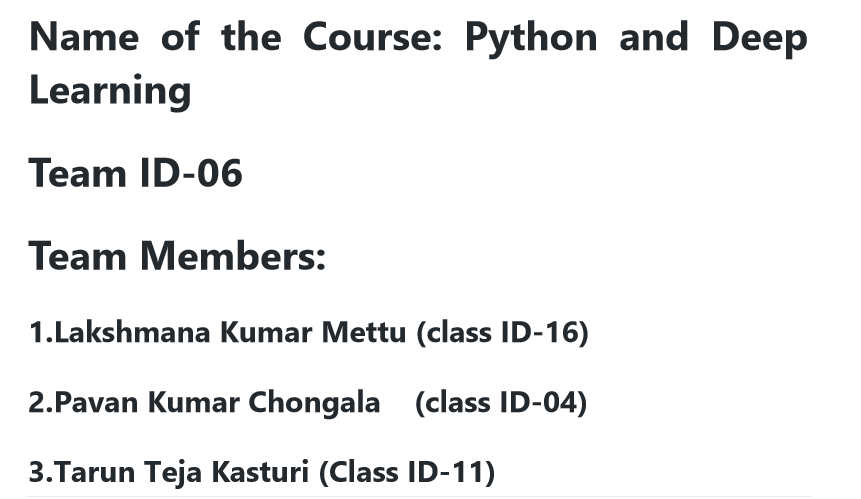 Name of the Course: Python and Deep
Learning
Team ID-06
Team Members:
1.Lakshmana Kumar Mettu (class ID-16)
2.Pavan Kumar Chongala (class ID-04)
3.Tarun Teja Kasturi (Class ID-11)